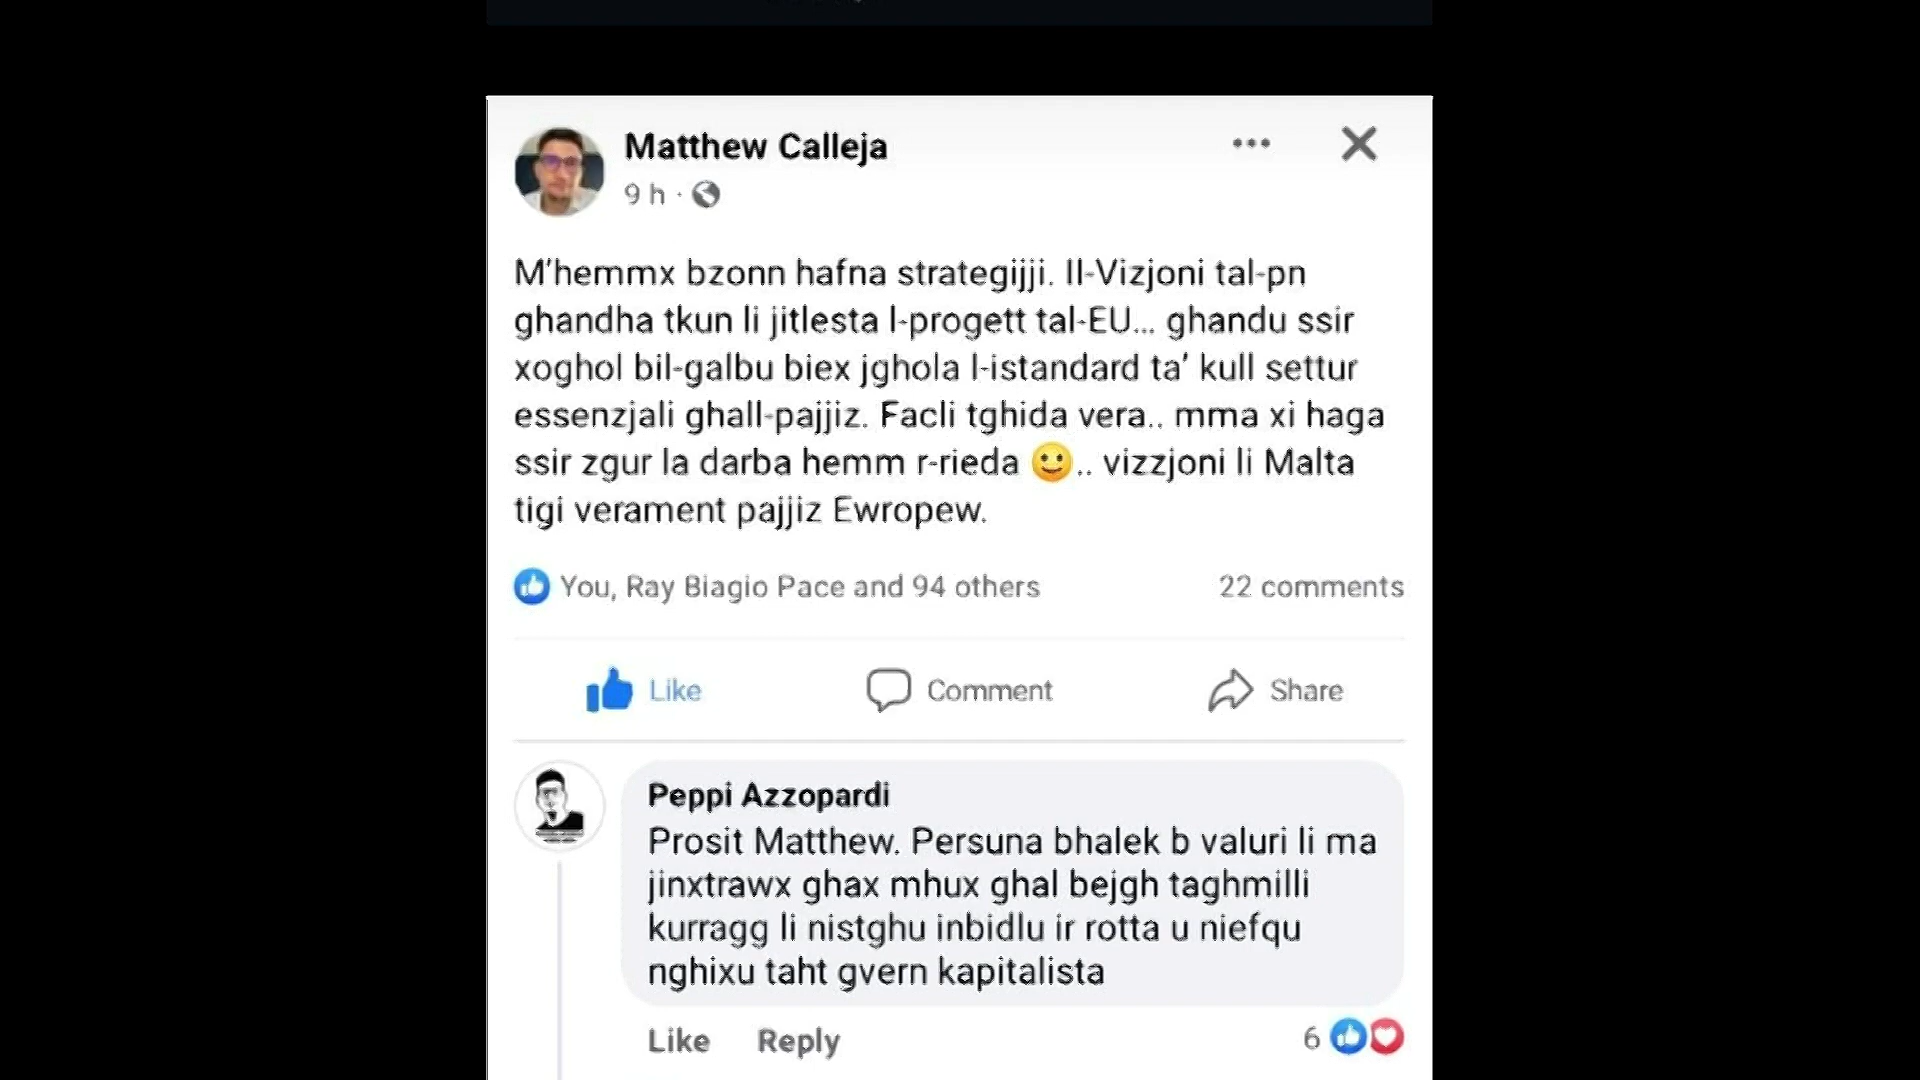 Matthew Calleja
9 h ·
M'hemmx bzonn hafna strategijji. Il-Vizjoni tal-pn
ghandha tkun li jitlesta l-progett tal-EU... ghandu ssir
xoghol bil-galbu biex jghola l-istandard ta' kull settur
essenzjali ghall-pajjiz. Facli tghida vera.. mma xi haga
ssir zgur la darba hemm r-rieda 🙂.. vizzjoni li Malta
tigi verament pajjiz Ewropew.
You, Ray Biagio Pace and 94 others 22 comments
Like Comment Share
Peppi Azzopardi
Prosit Matthew. Persuna bhalek b valuri li ma
jinxtrawx ghax mhux ghal bejgh taghmilli
kurragg li nistghu inbidlu ir rotta u niefqu
nghixu taht gvern kapitalista
Like Reply 6